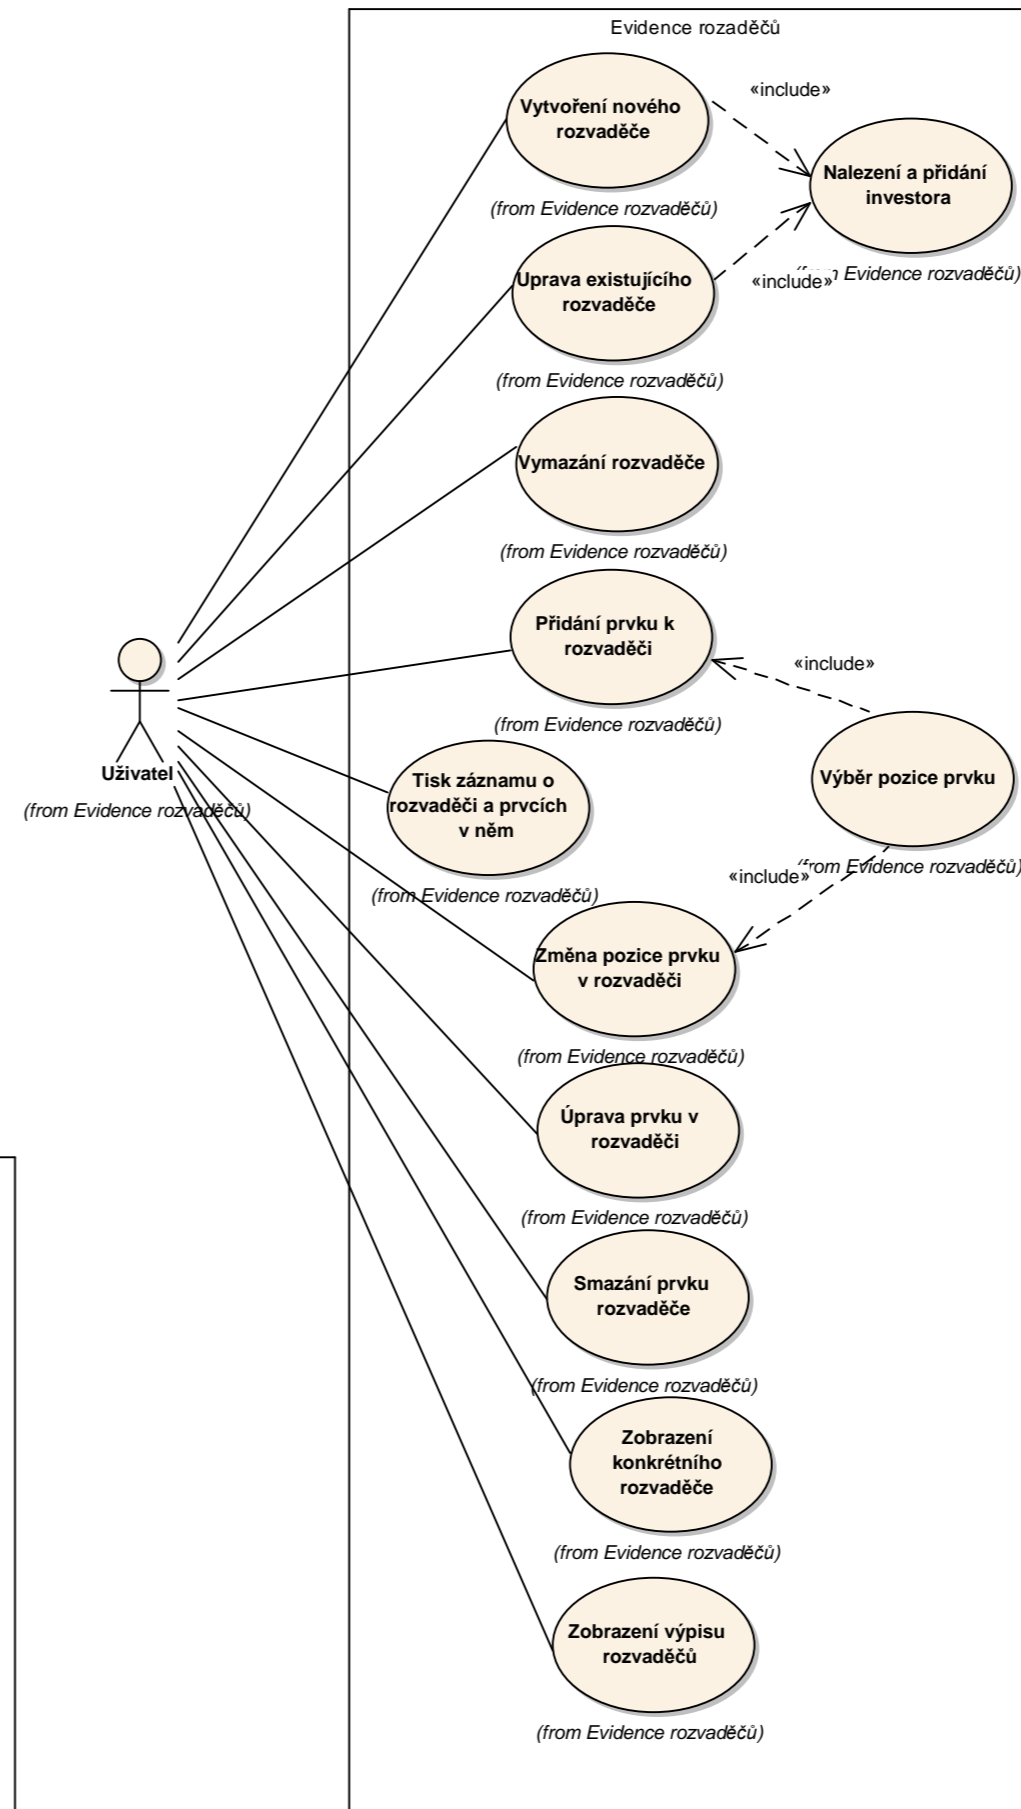 Evidence rozaděčů
Vytvoření nového
rozvaděče
(from Evidence rozvaděčů)
«include»
Nalezení a přidání
investora
(from Evidence rozvaděčů)
«include»
Úprava existujícího
rozvaděče
(from Evidence rozvaděčů)
Vymazání rozvaděče
(from Evidence rozvaděčů)
Přidání prvku k
rozvaděči
(from Evidence rozvaděčů)
«include»
Výběr pozice prvku
(from Evidence rozvaděčů)
Uživatel
(from Evidence rozvaděčů)
Tisk záznamu o
rozvaděči a prvcích
v něm
(from Evidence rozvaděčů)
«include»
Změna pozice prvku
v rozvaděči
(from Evidence rozvaděčů)
Úprava prvku v
rozvaděči
(from Evidence rozvaděčů)
Smazání prvku
rozvaděče
(from Evidence rozvaděčů)
Zobrazení
konkrétního
rozvaděče
(from Evidence rozvaděčů)
Zobrazení výpisu
rozvaděčů
(from Evidence rozvaděčů)